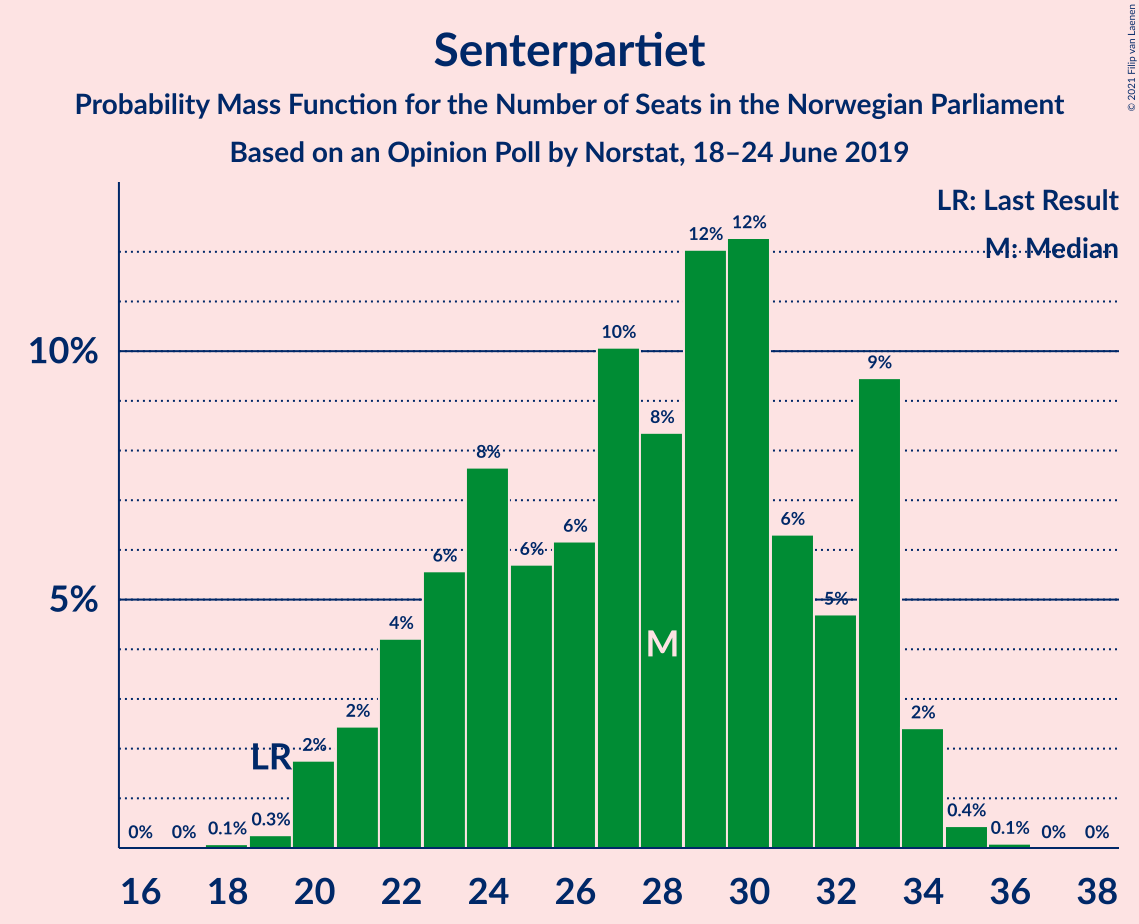 Senterpartiet
Probability Mass Function for the Number of Seats in the Norwegian Parliament
Based on an Opinion Poll by Norstat, 18–24 June 2019
© 2021 Filip van Laenen
LR: Last Result
M: Median
10%
5%
0% 0% 0.1% 0.3% 2% 2% 4% 6% 8% 6% 6% 10% 8% 12% 12% 6% 5% 9% 2% 0.4% 0.1% 0% 0%
LR
M
16 18 20 22 24 26 28 30 32 34 36 38